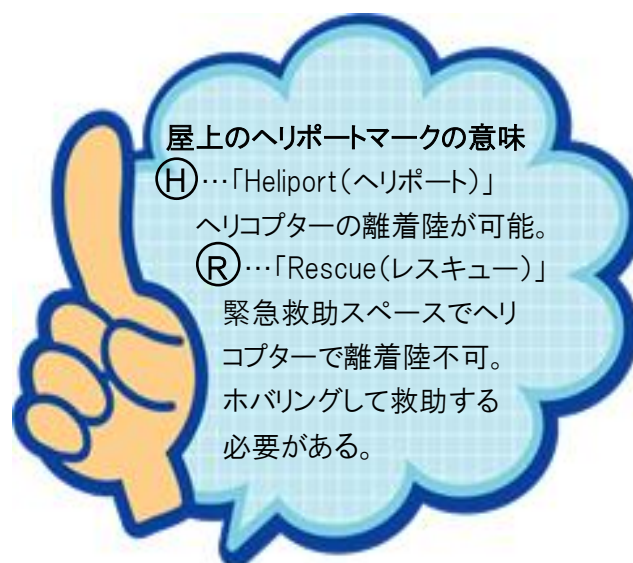 屋上のヘリポートマークの意味
Ⓗ…「Heliport(ヘリポート)」
ヘリコプターの離着陸が可能。
Ⓡ…「Rescue(レスキュー)」
緊急救助スペースでヘリ
コプターで離着陸不可。
ホバリングして救助する
必要がある。